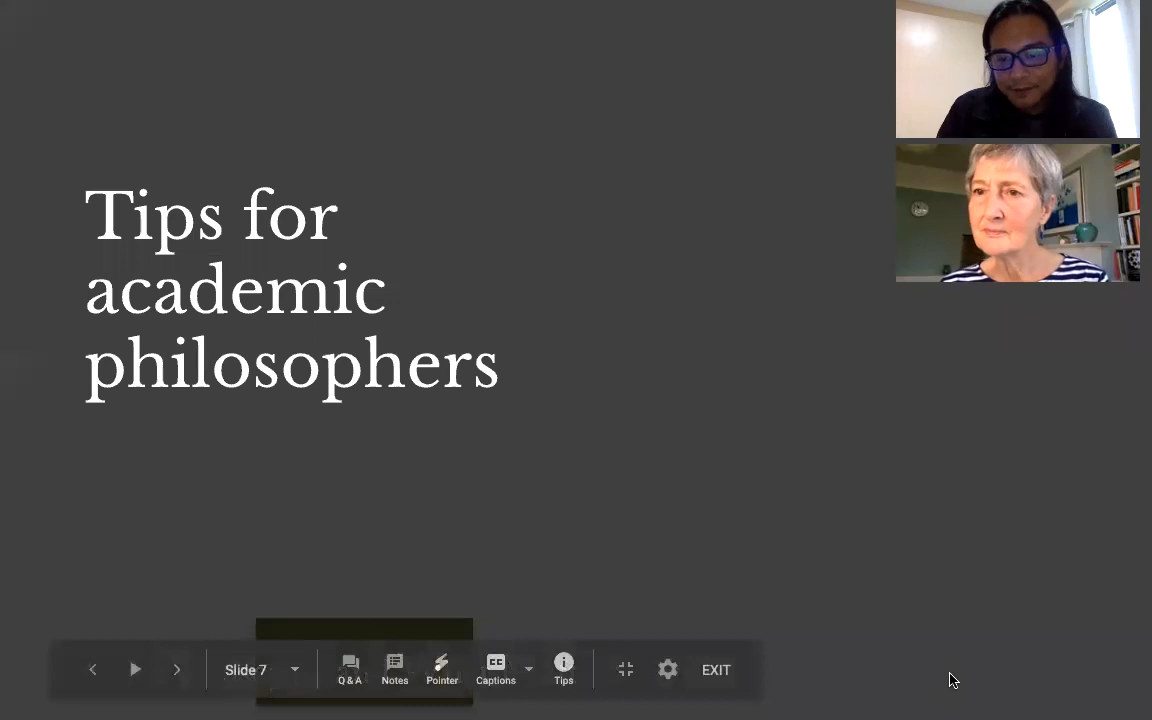 Tips for
academic
philosophers
Slide 7
Q&A
Notes
Pointer
Captions
Tips
EXIT